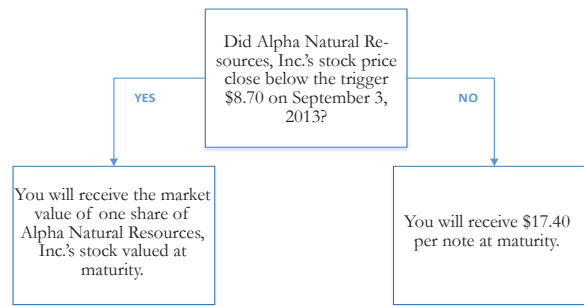 Did Alpha Natural Re-
sources, Inc.'s stock price
close below the trigger
$8.70 on September 3,
2013?
YES
NO
You will receive the market
value of one share of
Alpha Natural Resources,
Inc.'s stock valued at
maturity.
You will receive $17.40
per note at maturity.